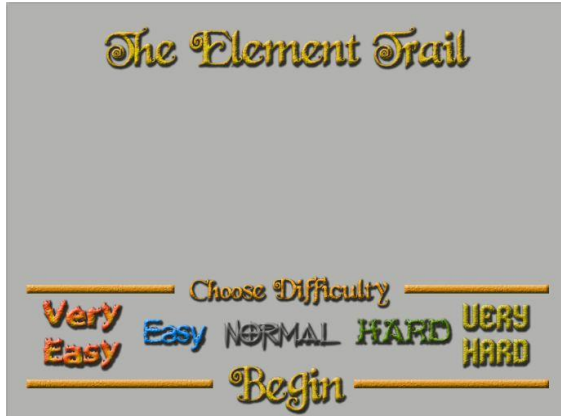 The Element Trail
Choose Difficulty
Very Easy
Easy
NORMAL
HARD
VERY HARD
Begin